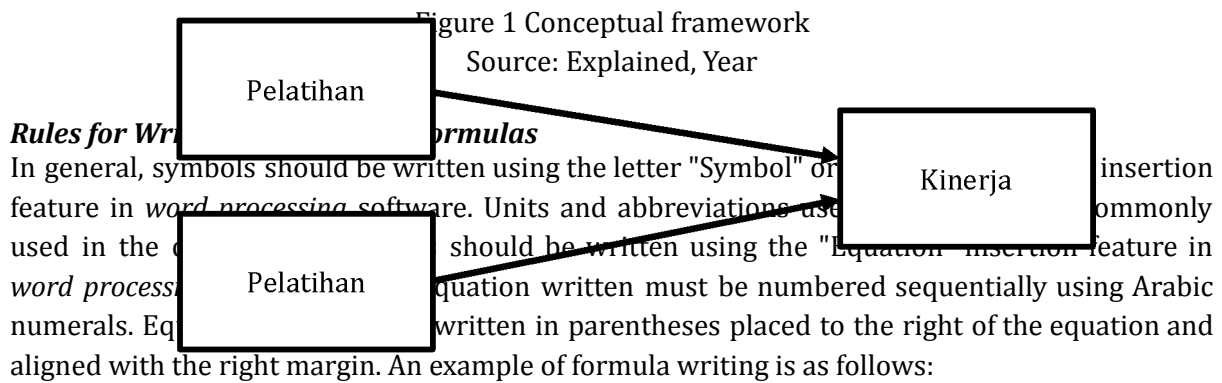 Figure 1 Conceptual framework
Source: Explained, Year
Pelatihan
Rules for ormulas
In general, symbols should be written using the letter "Symbol" or insertion
Kinerja
feature in word processing software. Units and abbreviations ommonly
used in the should be written using the "Equation" insertion feature in
Pelatihan
word quation written must be numbered sequentially using Arabic
numerals. written in parentheses placed to the right of the equation and
aligned with the right margin. An example of formula writing is as follows: